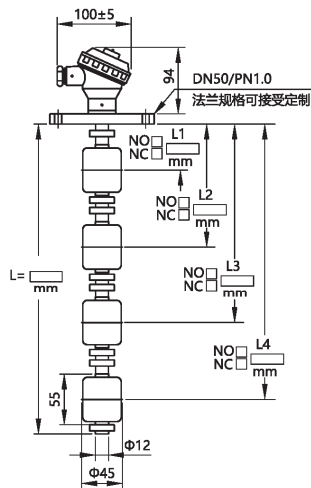 100±5
94
DN50/PN1.0
法兰规格可接受定制
NO L1
NC mm
NO L2
NC mm
NO L3
NC mm
L=
mm
NO L4
NC mm
55
Φ12
Φ45